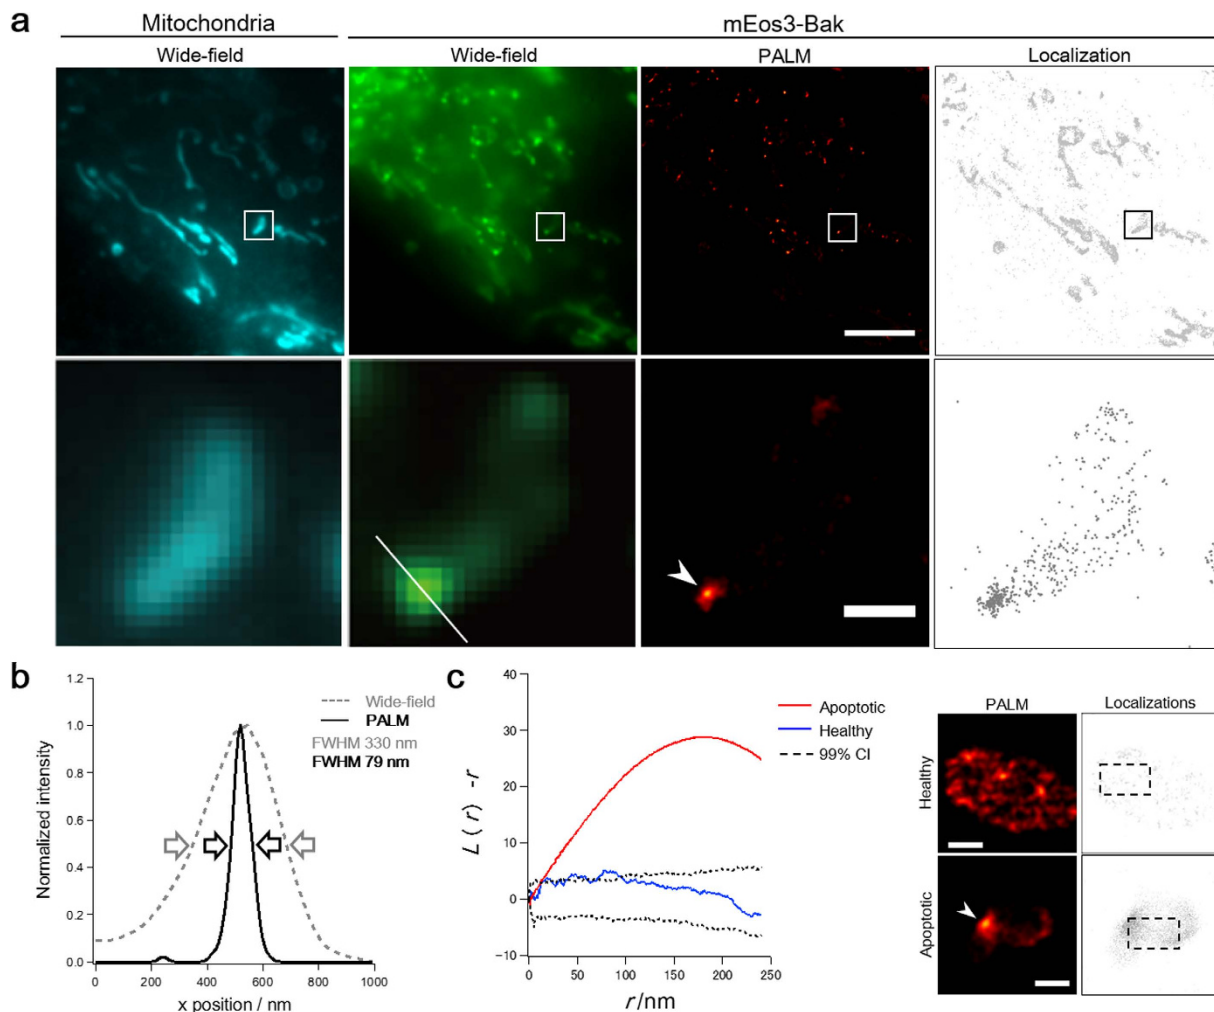 a
Mitochondria
mEos3-Bak
Wide-field
Wide-field
PALM
Localization
b
1.2
1.0
0.8
0.6
0.4
0.2
0.0
Normalized intensity
0
200
400
600
800
1000
x position / nm
Wide-field
PALM
FWHM 330 nm
FWHM 79 nm
c
40
30
20
10
0
−10
L(r) -r
0
50
100
150
200
250
r/nm
Apoptotic
Healthy
99% CI
PALM
Localizations
Healthy
Apoptotic